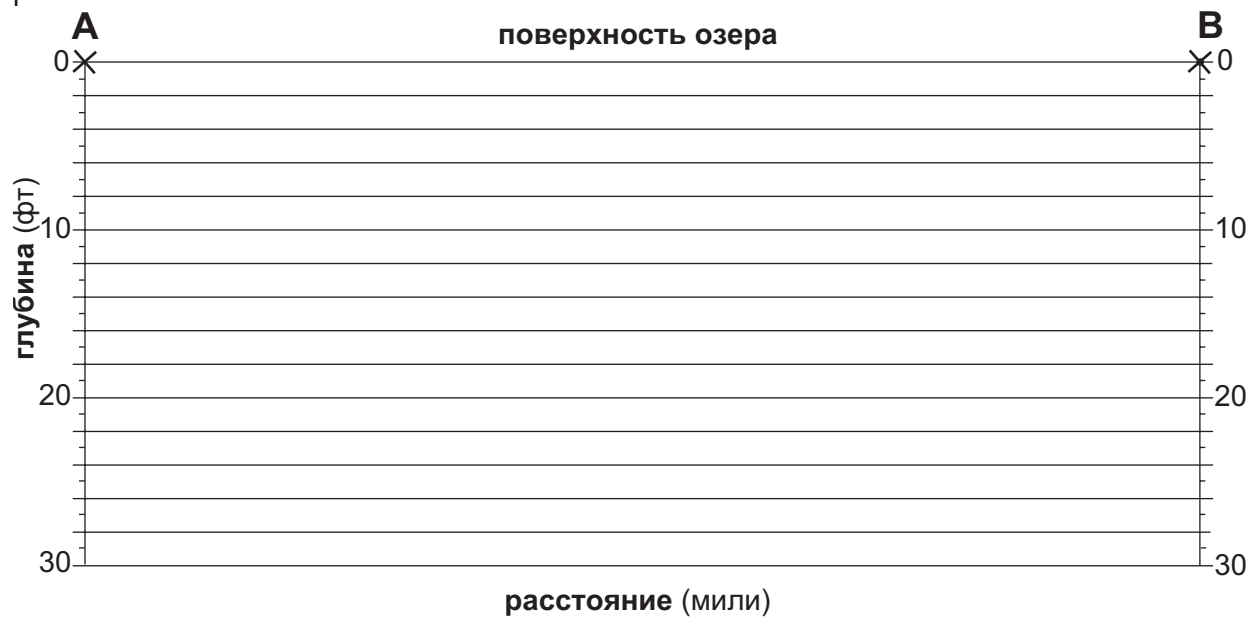 A B
поверхность озера
0 0
10 10
20 20
30 30
глубина (фт)
расстояние (мили)